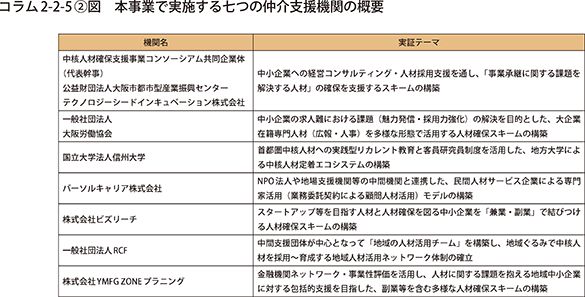 コラム 2-2-5 ②図　本事業で実施する七つの仲介支援機関の概要
機関名
実証テーマ
中核人材確保支援事業コンソーシアム共同企業体
（代表幹事）
公益財団法人大阪市都市型産業振興センター
テクノロジーシードインキュベーション株式会社
中小企業への経営コンサルティング・人材採用支援を通し、「事業承継に関する課題を
解決する人材」の確保を支援するスキームの構築
一般社団法人
大阪労働協会
中小企業の求人難における課題（魅力発信・採用力強化）の解決を目的とした、大企業
在籍専門人材（広報・人事）を多様な形態で活用する人材確保スキームの構築
国立大学法人信州大学
首都圏中核人材への実践型リカレント教育と客員研究員制度を活用した、地方大学によ
る中核人材定着エコシステムの構築
パーソルキャリア株式会社
NPO 法人や地場支援機関等の中間機関と連携した、民間人材サービス企業による専門
家活用（業務委託契約による顧問人材活用）モデルの構築
株式会社ビズリーチ
スタートアップ等を目指す人材と人材確保を図る中小企業を「兼業・副業」で結びつけ
る人材確保スキームの構築
一般社団法人 RCF
中間支援団体が中心となって「地域の人材活用チーム」を構築し、地域ぐるみで中核人
材を採用～育成する地域人材活用ネットワーク体制の確立
株式会社 YMFG ZONE プラニング
金融機関ネットワーク・事業性評価を活用し、人材に関する課題を抱える地域中小企業
に対する包括的支援を目指した、副業等を含む多様な人材確保スキームの構築